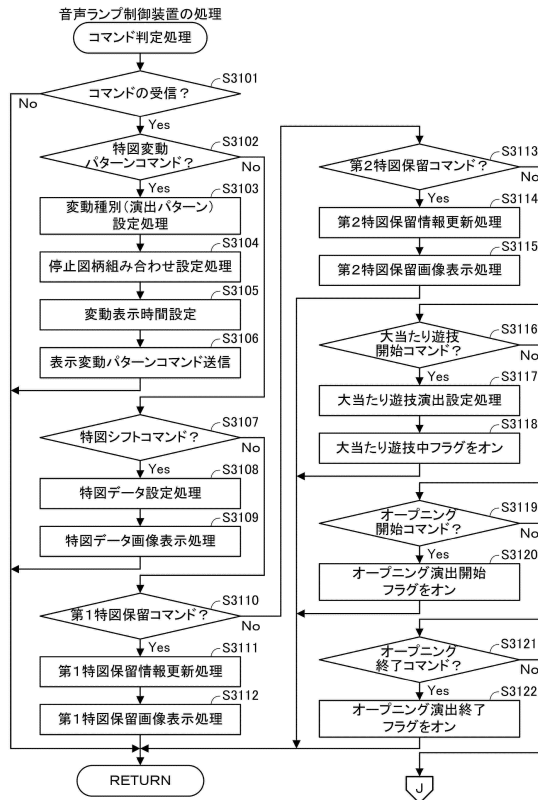 音声ランプ制御装置の処理
コマンド判定処理
S3101
コマンドの受信？
No
Yes
S3102
特図変動
パターンコマンド？
No
Yes
S3103
変動種別（演出パターン）
設定処理
S3104
停止図柄組み合わせ設定処理
S3105
変動表示時間設定
S3106
表示変動パターンコマンド送信
S3107
特図シフトコマンド？
No
Yes
S3108
特図データ設定処理
S3109
特図データ画像表示処理
S3110
第1特図保留コマンド？
No
Yes
S3111
第1特図保留情報更新処理
S3112
第1特図保留画像表示処理
RETURN
S3113
第2特図保留コマンド？
No
Yes
S3114
第2特図保留情報更新処理
S3115
第2特図保留画像表示処理
S3116
大当たり遊技
開始コマンド？
No
Yes
S3117
大当たり遊技演出設定処理
S3118
大当たり遊技中フラグをオン
S3119
オープニング
開始コマンド？
No
Yes
S3120
オープニング演出開始
フラグをオン
S3121
オープニング
終了コマンド？
No
Yes
S3122
オープニング演出終了
フラグをオン
J